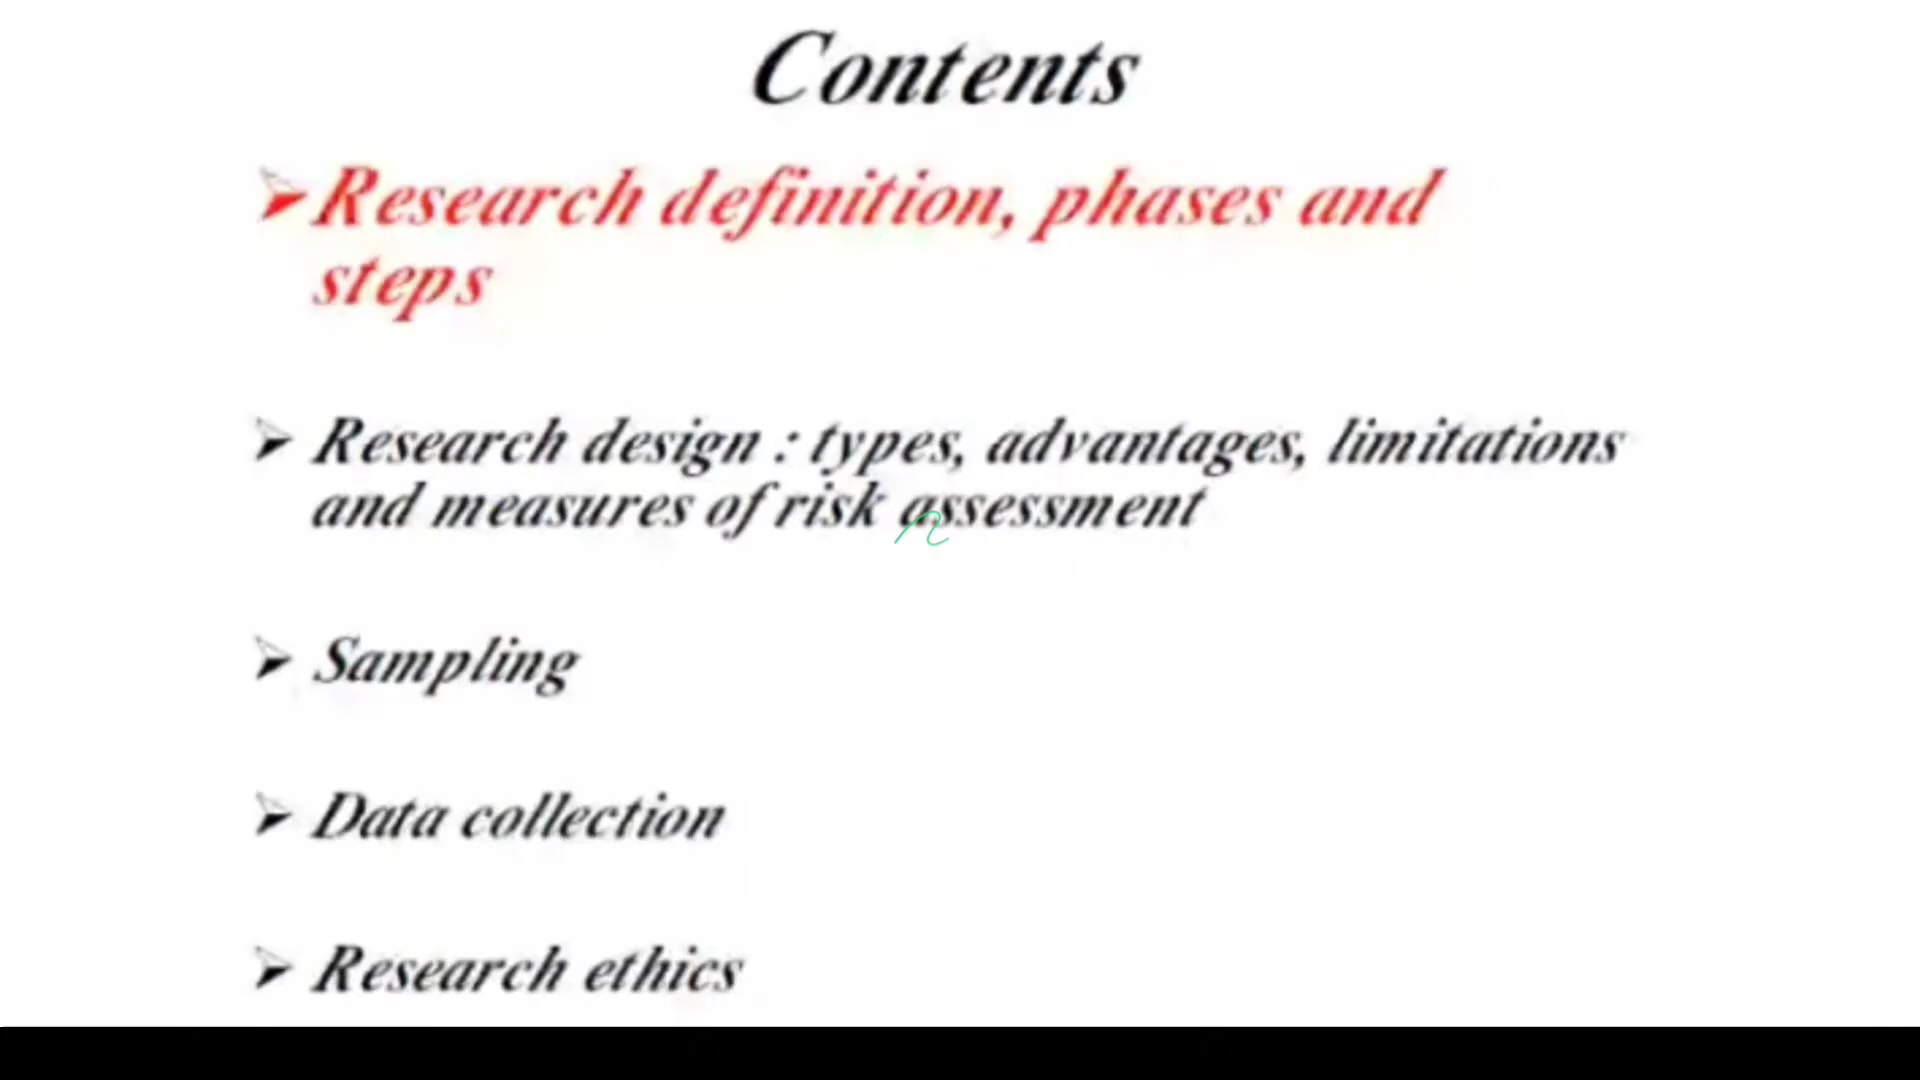 Contents
Research definition, phases and
steps
Research design : types, advantages, limitations
and measures of risk assessment
Sampling
Data collection
Research ethics